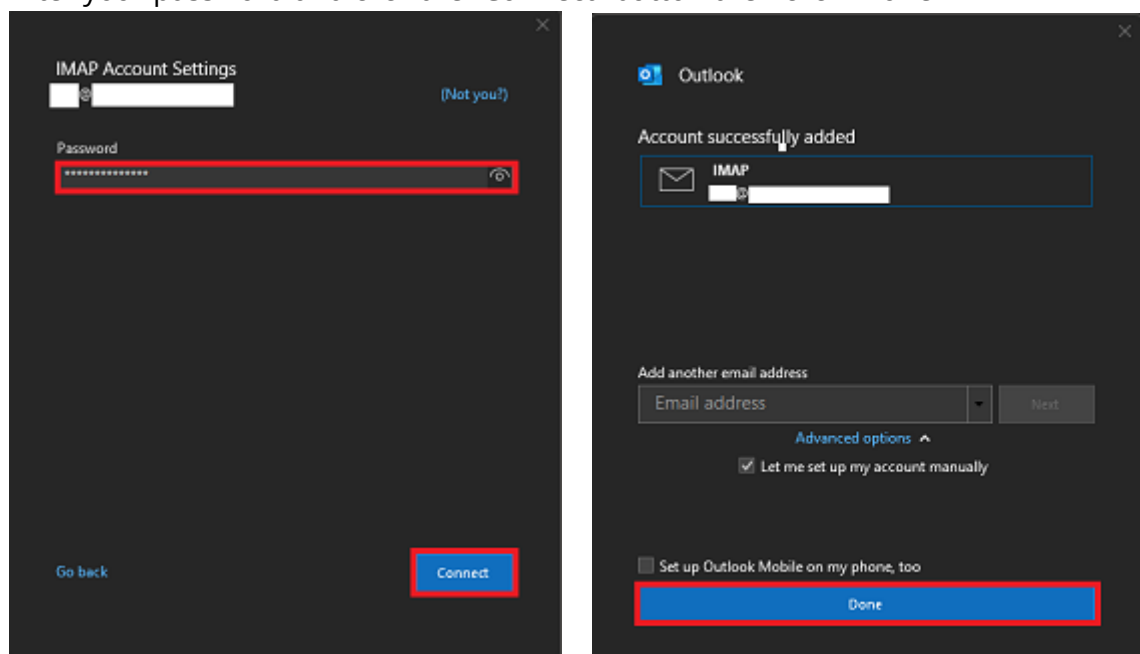 IMAP Account Settings
@
(Not you?)
Password
**************
Go back
Connect
Outlook
Account successfully added
IMAP
@
Add another email address
Email address
Next
Advanced options
Let me set up my account manually
Set up Outlook Mobile on my phone, too
Done